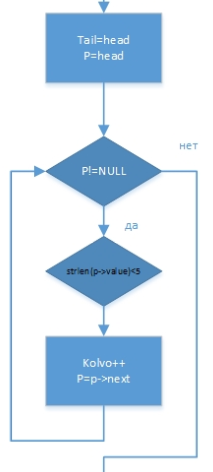 Tail=head
P=head
нет
P!=NULL
да
strlen(p->value)<5
Kolvo++
P=p->next